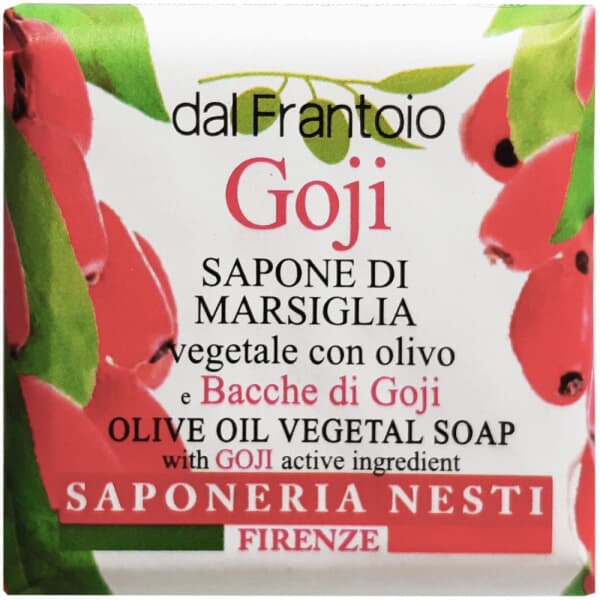 dal Frantoio
Goji
SAPONE DI
MARSIGLIA
vegetale con olivo
e Bacche di Goji
OLIVE OIL VEGETAL SOAP
with GOJI active ingredient
SAPONERIA NESTI
FIRENZE